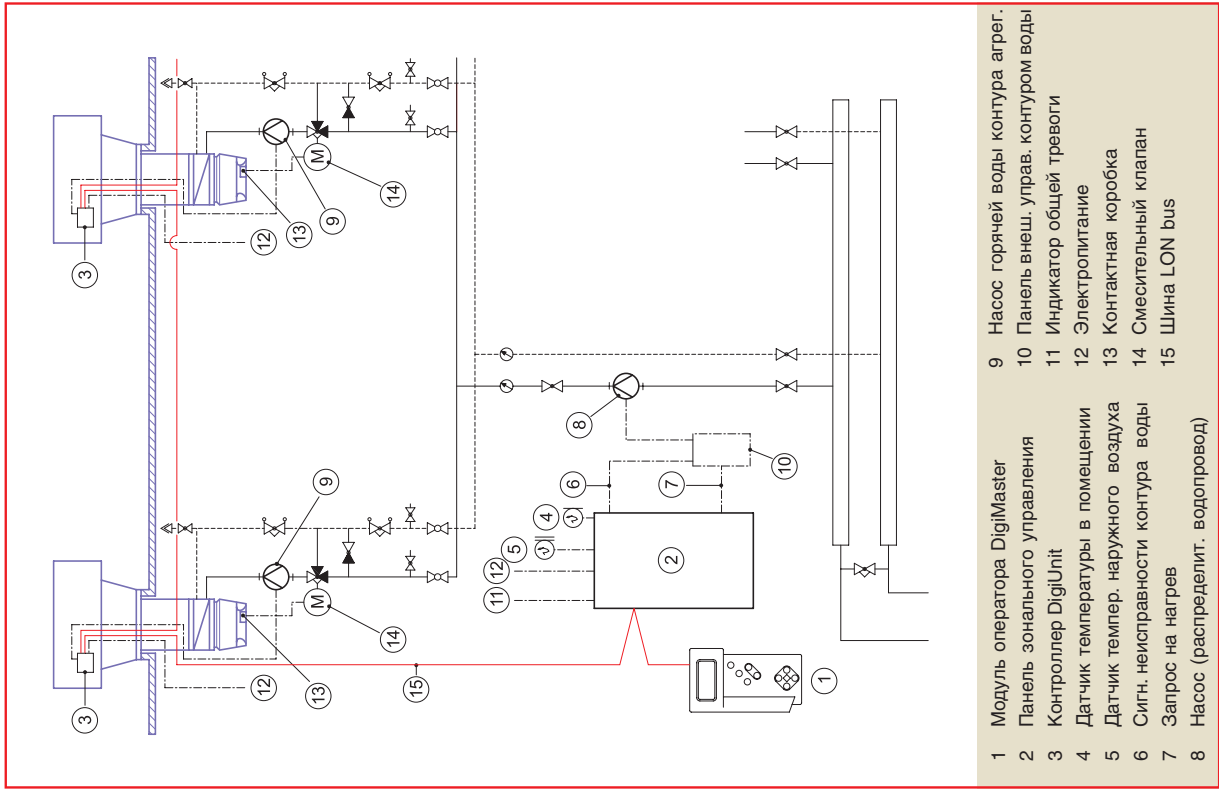 3
3
12
12
13
13
M
M
14
14
9
9
15
8
6
7
10
4
5
12
11
2
1
1 Модуль оператора DigiMaster
2 Панель зонального управления
3 Контроллер DigiUnit
4 Датчик температуры в помещении
5 Датчик темпер. наружного воздуха
6 Сигн. неисправности контура воды
7 Запрос на нагрев
8 Насос (распределит. водопровод)
9 Насос горячей воды контура агрег.
10 Панель внеш. управ. контуром воды
11 Индикатор общей тревоги
12 Электропитание
13 Контактная коробка
14 Смесительный клапан
15 Шина LON bus